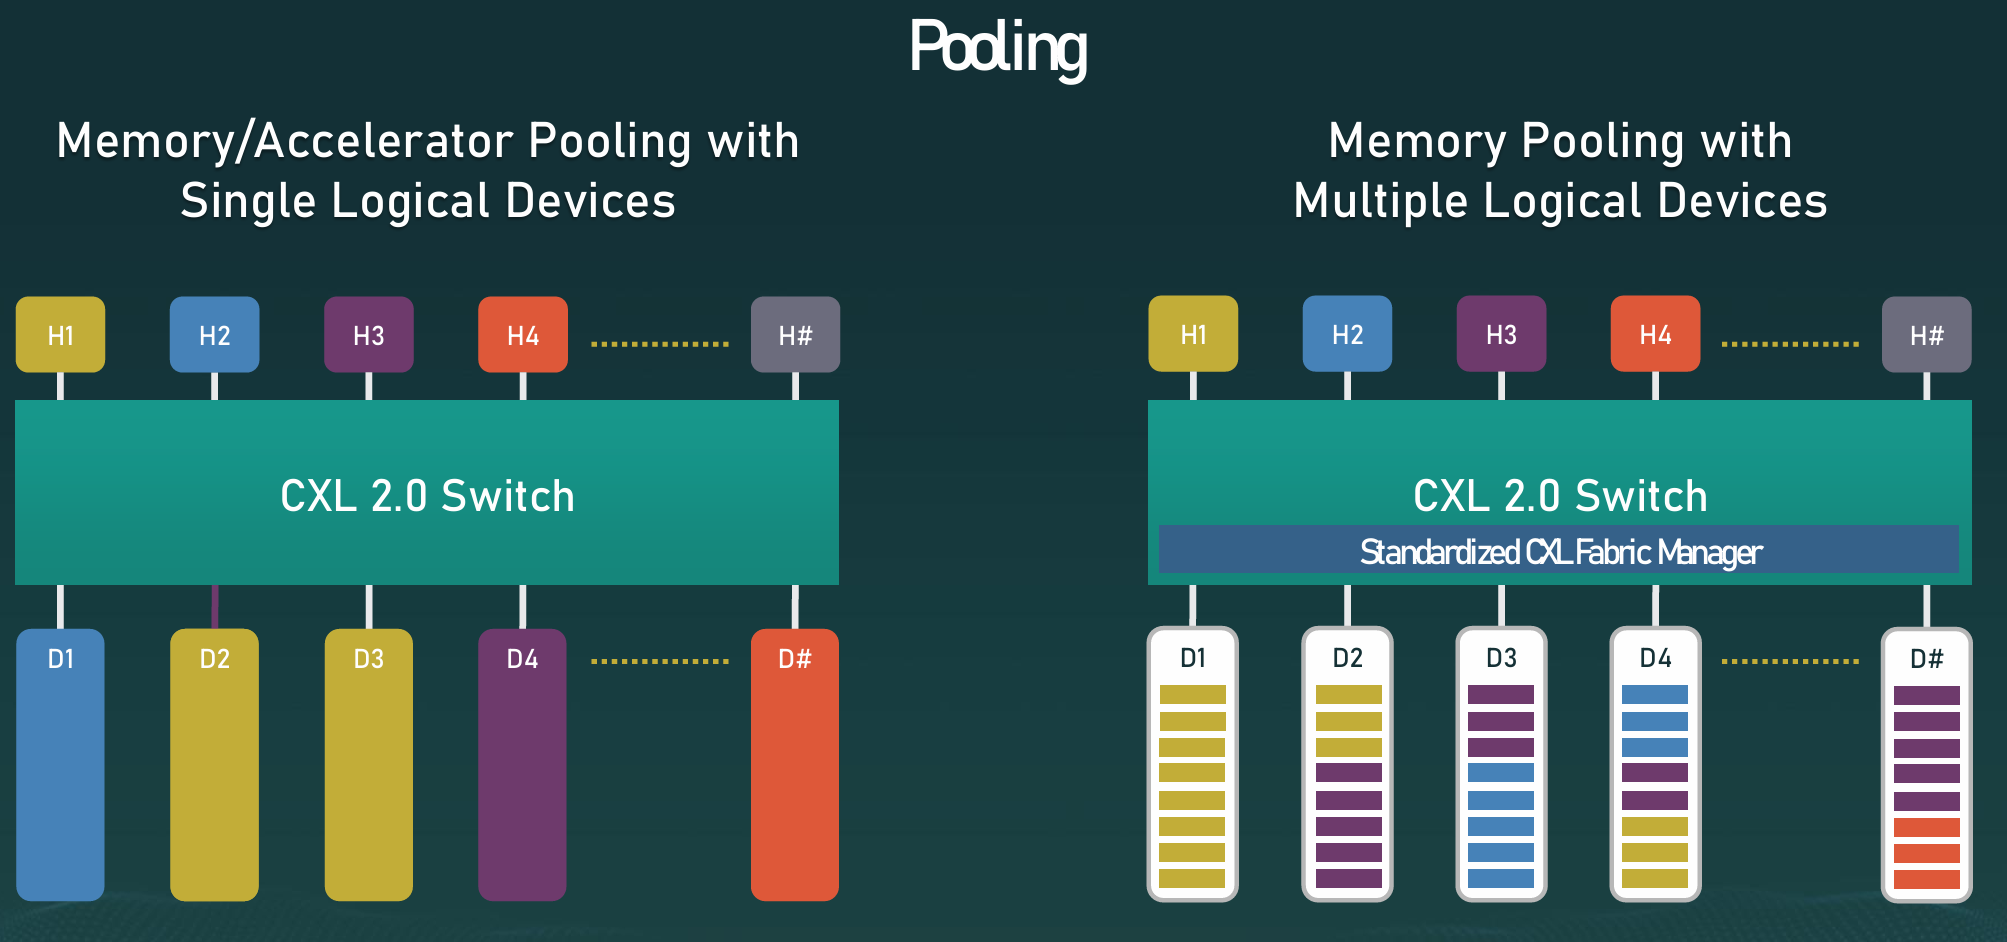 Pooling
Memory/Accelerator Pooling with
Single Logical Devices
H1
H2
H3
H4
H#
CXL 2.0 Switch
D1
D2
D3
D4
D#
Memory Pooling with
Multiple Logical Devices
H1
H2
H3
H4
H#
CXL 2.0 Switch
Standardized CXL Fabric Manager
D1
D2
D3
D4
D#